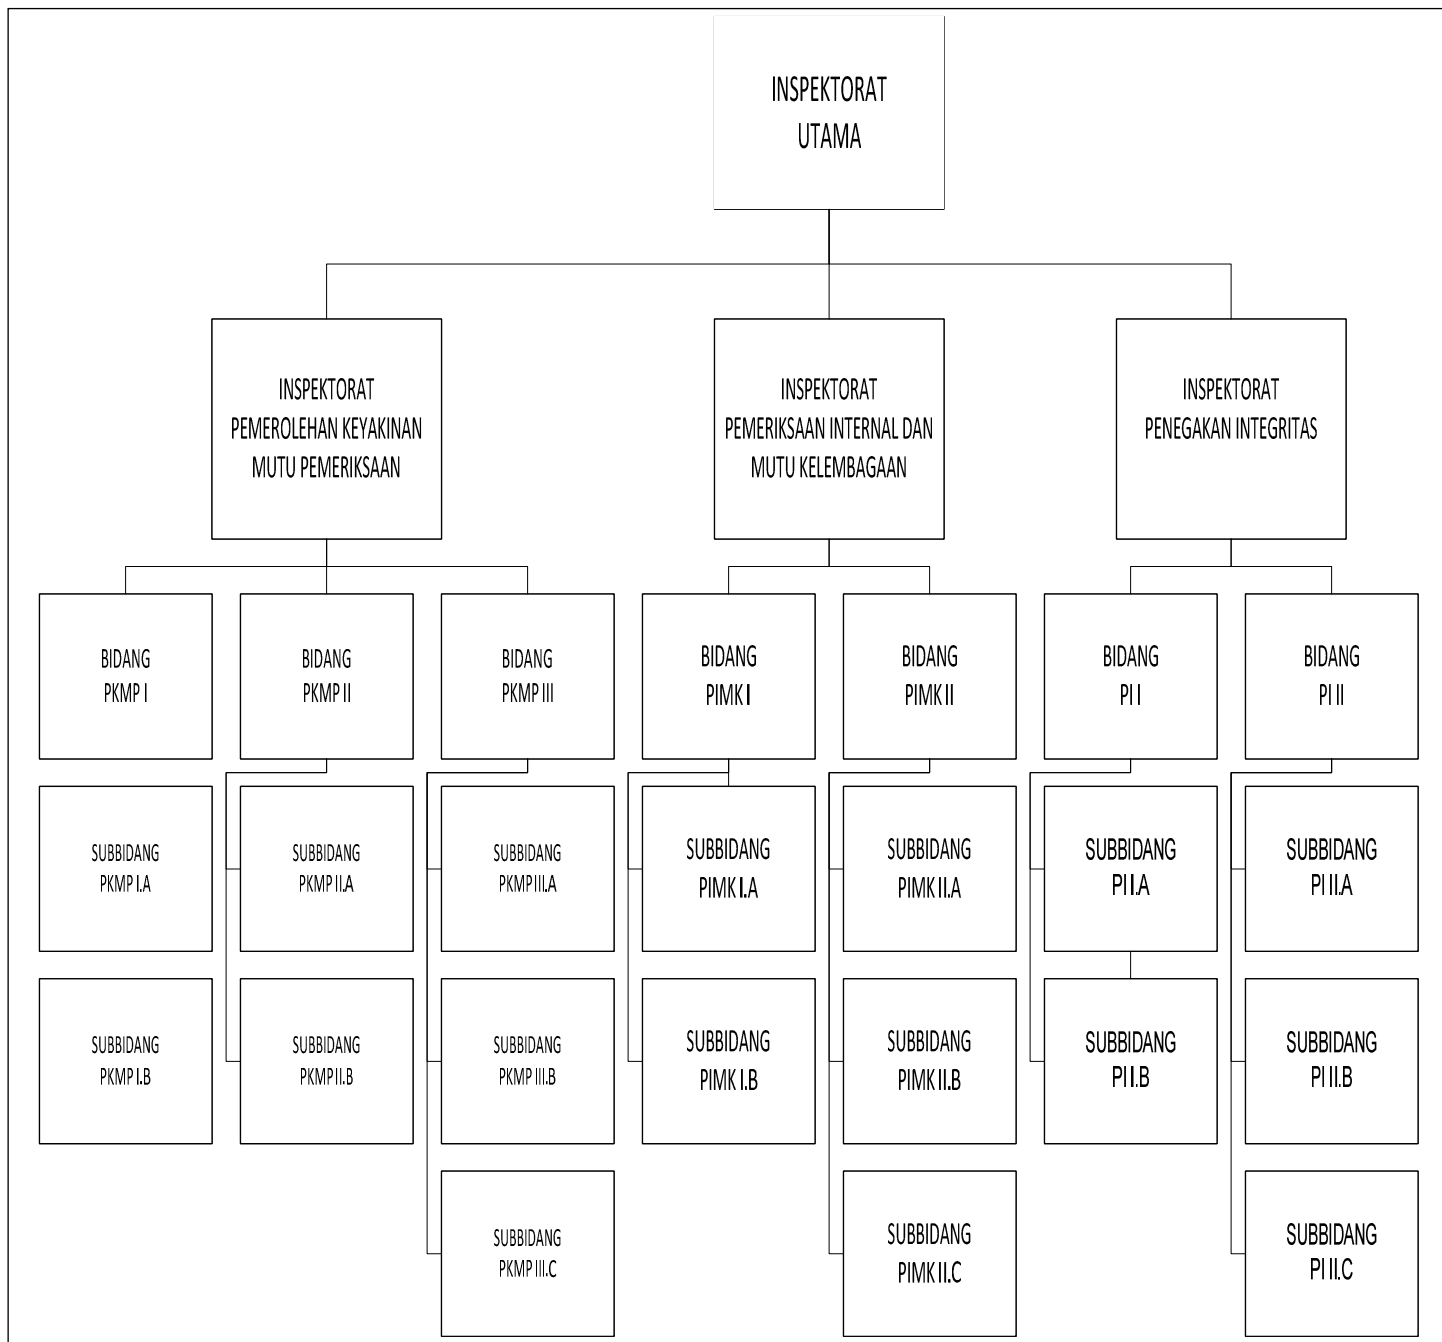 INSPEKTORAT
UTAMA
INSPEKTORAT
PEMEROLEHAN KEYAKINAN
MUTU PEMERIKSAAN
INSPEKTORAT
PEMERIKSAAN INTERNAL DAN
MUTU KELEMBAGAAN
INSPEKTORAT
PENEGAKAN INTEGRITAS
BIDANG
PKMP I
BIDANG
PKMP II
BIDANG
PKMP III
BIDANG
PIMK I
BIDANG
PIMK II
BIDANG
PI I
BIDANG
PI II
SUBBIDANG
PKMP I.A
SUBBIDANG
PKMP II.A
SUBBIDANG
PKMP III.A
SUBBIDANG
PIMK I.A
SUBBIDANG
PIMK II.A
SUBBIDANG
PI I.A
SUBBIDANG
PI II.A
SUBBIDANG
PKMP I.B
SUBBIDANG
PKMP II.B
SUBBIDANG
PKMP III.B
SUBBIDANG
PIMK I.B
SUBBIDANG
PIMK II.B
SUBBIDANG
PI I.B
SUBBIDANG
PI II.B
SUBBIDANG
PKMP III.C
SUBBIDANG
PIMK II.C
SUBBIDANG
PI II.C